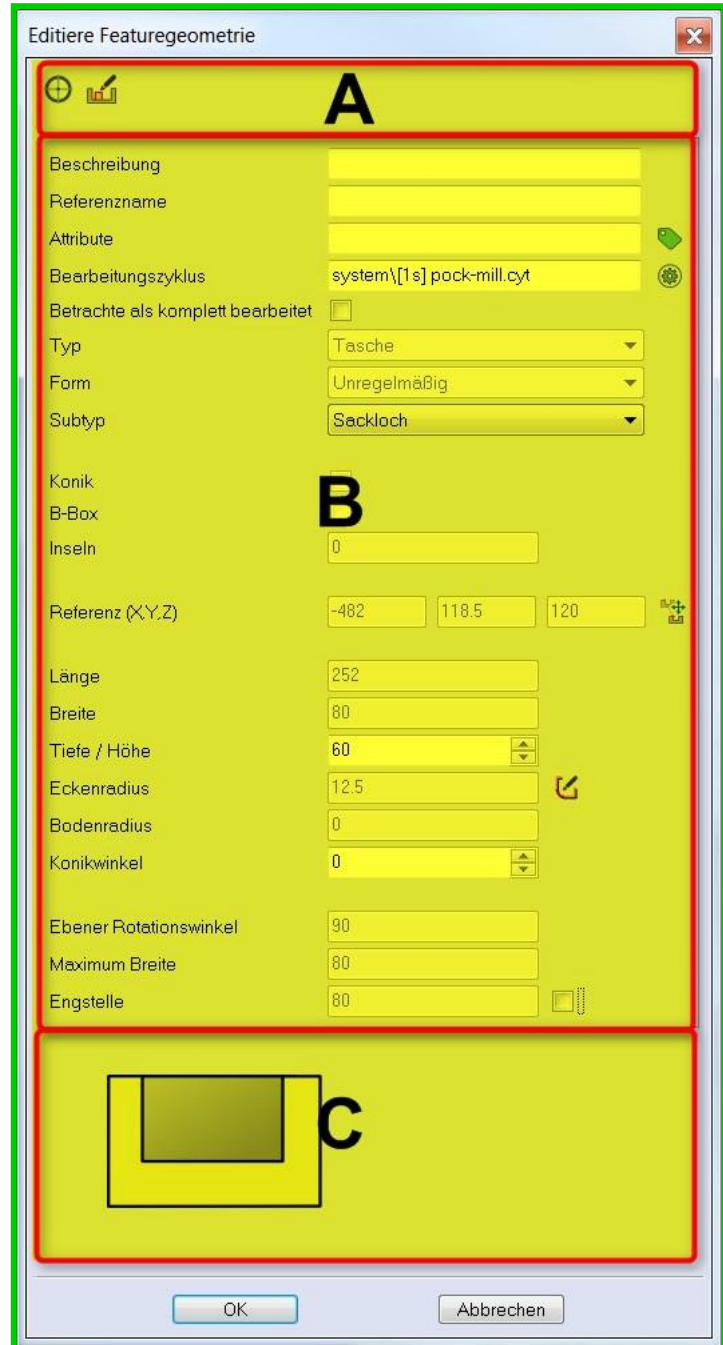 Editiere Featuregeometrie
A
Beschreibung
Referenzname
Attribute
Bearbeitungszyklus system\[1s] pock-mill.cyt
Betrachte als komplett bearbeitet
Typ Tasche
Form Unregelmäßig
Subtyp Sackloch
Konik
B-Box
B
Inseln 0
Referenz (X,Y,Z) -482 118.5 120
Länge 252
Breite 80
Tiefe / Höhe 60
Eckenradius 12.5
Bodenradius 0
Konikwinkel 0
Ebener Rotationswinkel 90
Maximum Breite 80
Engstelle 80
C
OK Abbrechen